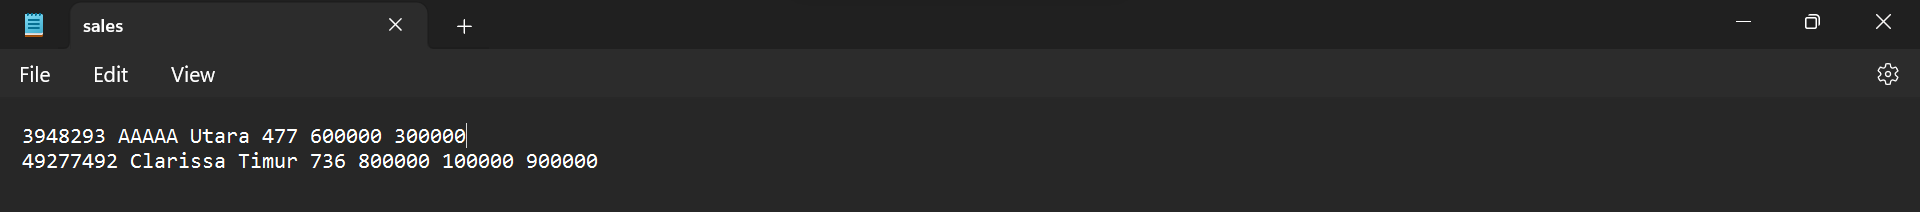 sales
File Edit View
3948293 AAAAA Utara 477 600000 300000
49277492 Clarissa Timur 736 800000 100000 900000